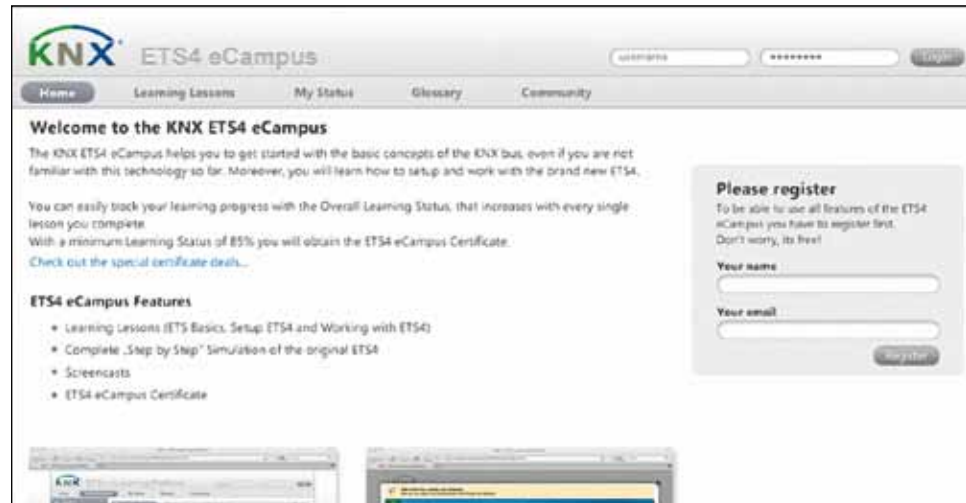 KNX ETS4 eCampus
username ******** Login
Home Learning Lessons My Status Glossary Community
Welcome to the KNX ETS4 eCampus
The KNX ETS4 eCampus helps you to get started with the basic concepts of the KNX bus, even if you are not
familiar with this technology so far. Moreover, you will learn how to setup and work with the brand new ETS4.
You can easily track your learning progress with the Overall Learning Status, that increases with every single
lesson you complete.
With a minimum Learning Status of 85% you will obtain the ETS4 eCampus Certificate.
Check out the special certificate deals...
ETS4 eCampus Features
Learning Lessons (ETS Basics, Setup ETS4 and Working with ETS4)
Complete „Step by Step" Simulation of the original ETS4
Screencasts
ETS4 eCampus Certificate
Please register
To be able to use all features of the ETS4
eCampus you have to register first.
Don't worry, its free!
Your name
Your email
Register
KNX